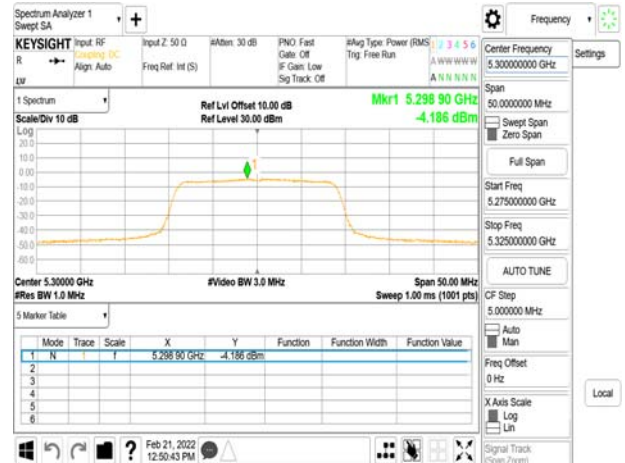 Spectrum Analyzer 1
Swept SA
+
Frequency
KEYSIGHT
Input: RF
Coupling: DC
Align: Auto
Input Z: 50 Ω
Freq Ref: Int (S)
#Atten: 30 dB
PNO: Fast
Gate: Off
IF Gain: Low
Sig Track: Off
#Avg Type: Power (RMS
Trig: Free Run
1 2 3 4 5 6
A W W W W W
A N N N N N
R
LVI
1 Spectrum
Scale/Div 10 dB
Ref Lvl Offset 10.00 dB
Ref Level 30.00 dBm
Mkr1 5.298 90 GHz
-4.186 dBm
Log
20.0
10.0
0.00
-10.0
-20.0
-30.0
-40.0
-50.0
-60.0
1
Center 5.30000 GHz
#Res BW 1.0 MHz
#Video BW 3.0 MHz
Span 50.00 MHz
Sweep 1.00 ms (1001 pts)
5 Marker Table
Mode Trace Scale X Y Function Function Width Function Value
1 N 1 f 5.298 90 GHz -4.186 dBm
2
3
4
5
6
?
Feb 21, 2022
12:50:43 PM
Center Frequency
5.300000000 GHz
Settings
Span
50.0000000 MHz
Swept Span
Zero Span
Full Span
Start Freq
5.275000000 GHz
Stop Freq
5.325000000 GHz
AUTO TUNE
CF Step
5.000000 MHz
Auto
Man
Freq Offset
0 Hz
X Axis Scale
Log
Lin
Local
Signal Track
(Span Zoom)